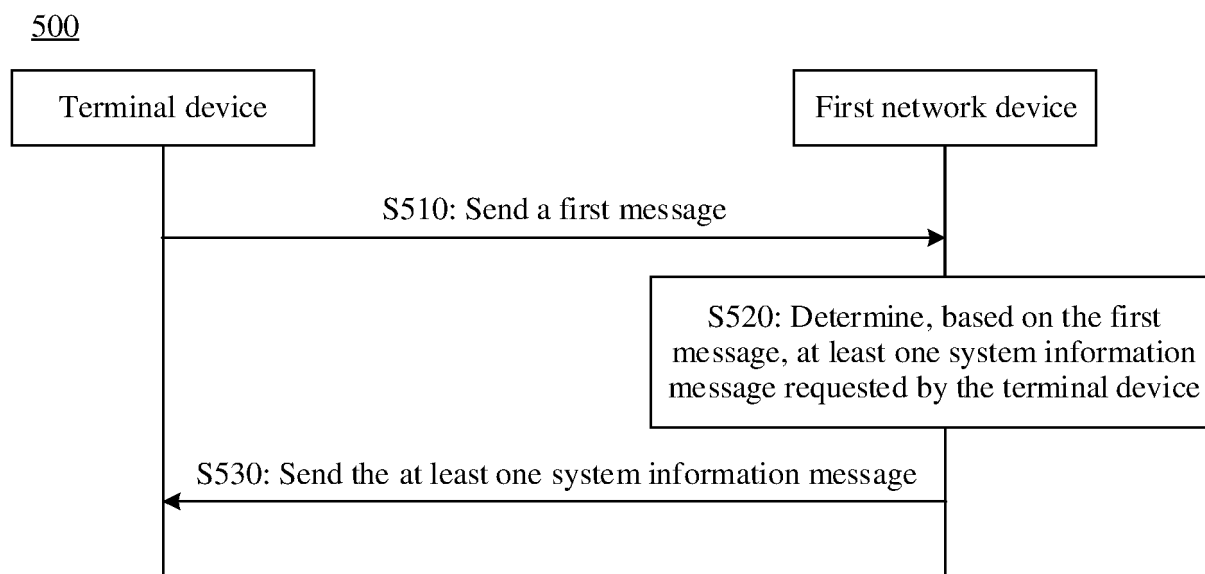 500
Terminal device
First network device
S510: Send a first message
S520: Determine, based on the first
message, at least one system information
message requested by the terminal device
S530: Send the at least one system information message